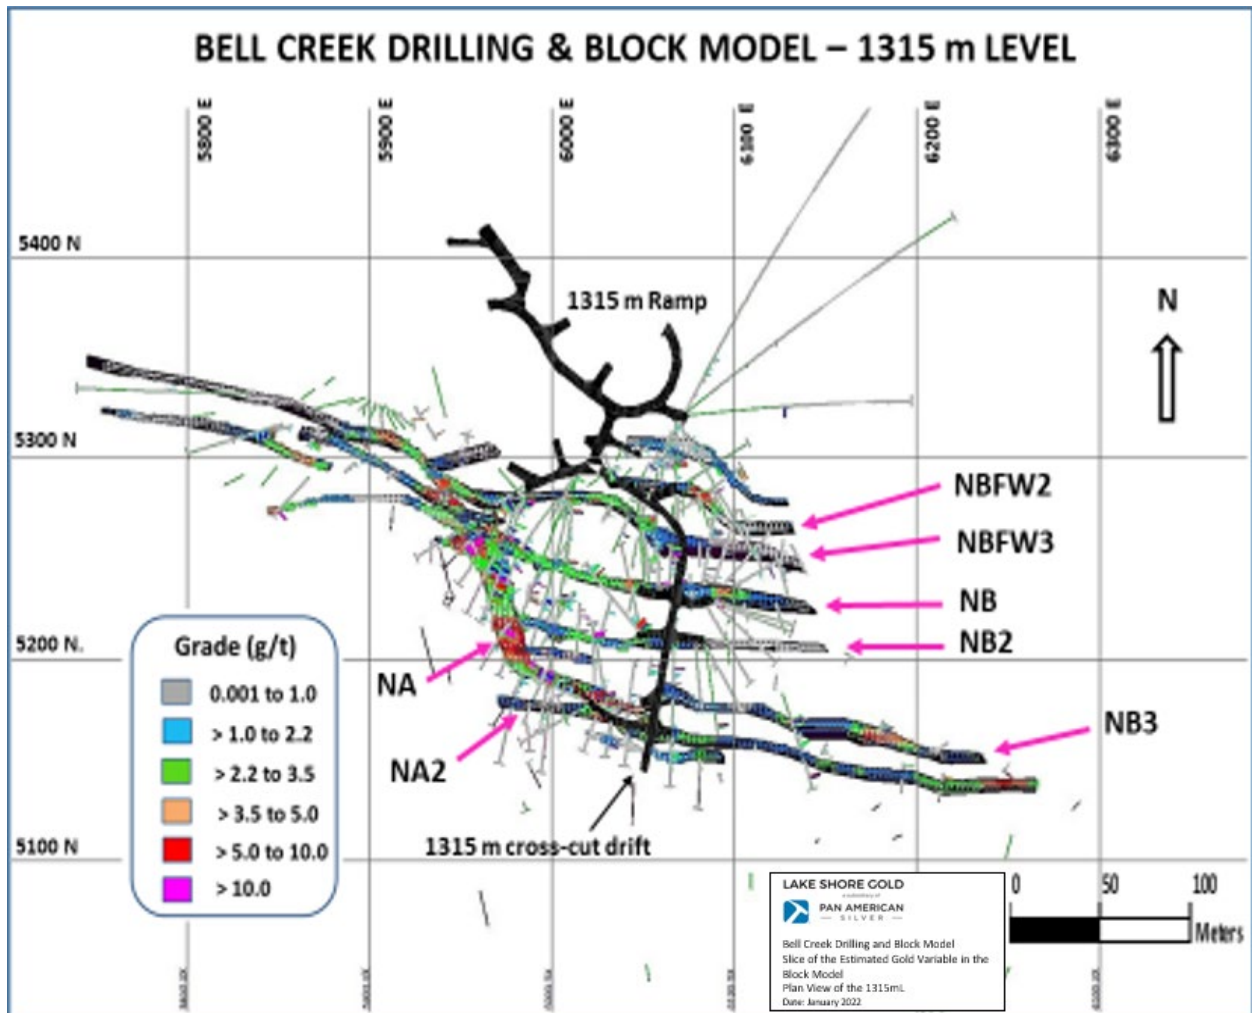 BELL CREEK DRILLING & BLOCK MODEL – 1315 m LEVEL
5800 E
5900 E
6000 E
6100 E
6200 E
6300 E
5400 N
1315 m Ramp
N
5300 N
NBFW2
NBFW3
NB
NB2
5200 N.
NA
NB3
NA2
Grade (g/t)
0.001 to 1.0
> 1.0 to 2.2
> 2.2 to 3.5
> 3.5 to 5.0
> 5.0 to 10.0
> 10.0
1315 m cross-cut drift
5100 N
0 50 100
Meters
LAKE SHORE GOLD
PAN AMERICAN
— SILVER —
Bell Creek Drilling and Block Model
Slice of the Estimated Gold Variable in the
Block Model
Plan View of the 1315mL
Date: January 2022